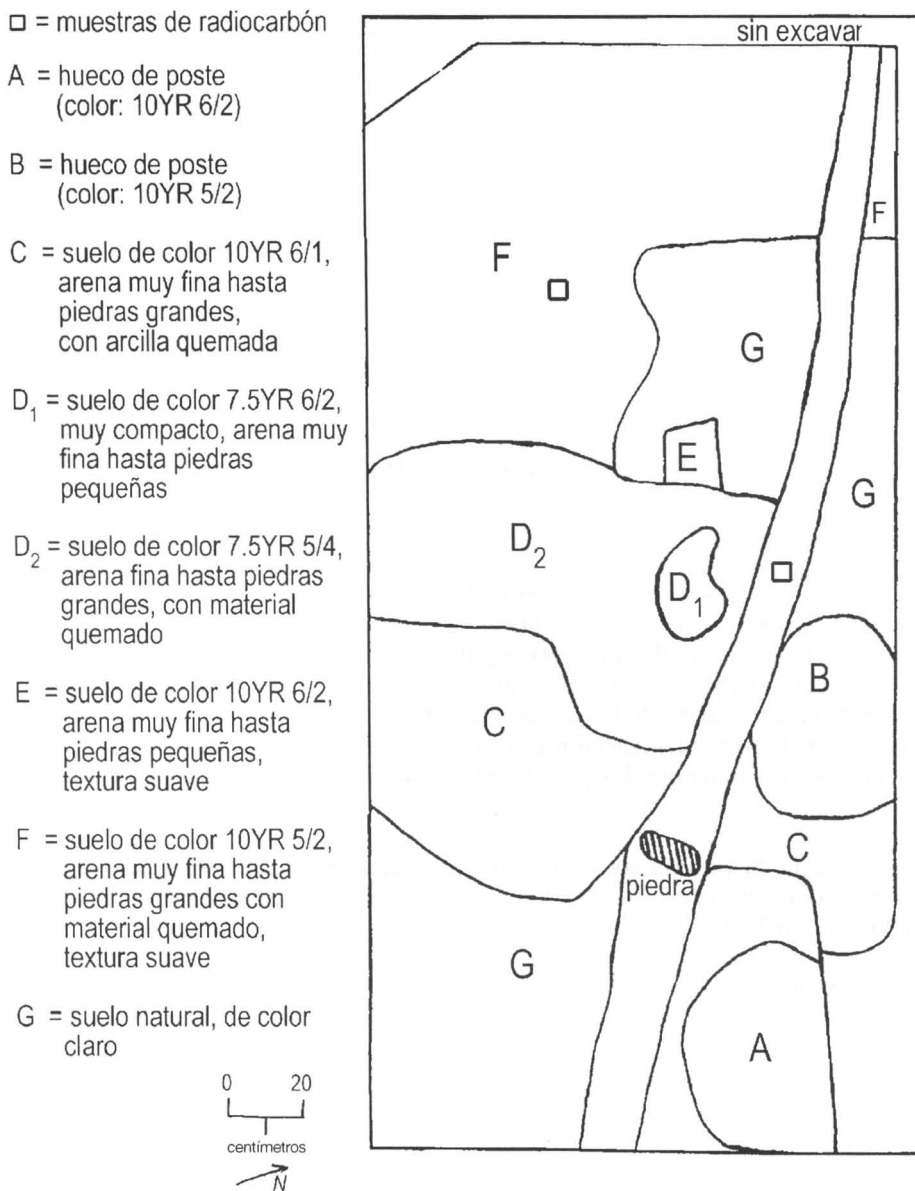 □ = muestras de radiocarbón
A = hueco de poste
(color: 10YR 6/2)
B = hueco de poste
(color: 10YR 5/2)
C = suelo de color 10YR 6/1,
arena muy fina hasta
piedras grandes,
con arcilla quemada
D₁ = suelo de color 7.5YR 6/2,
muy compacto, arena muy
fina hasta piedras
pequeñas
D₂ = suelo de color 7.5YR 5/4,
arena fina hasta piedras
grandes, con material
quemado
E = suelo de color 10YR 6/2,
arena muy fina hasta
piedras pequeñas,
textura suave
F = suelo de color 10YR 5/2,
arena muy fina hasta
piedras grandes con
material quemado,
textura suave
G = suelo natural, de color
claro
0 20
centímetros
N
sin excavar
F
F
G
E
G
D₂
D₁
B
C
C
piedra
G
A